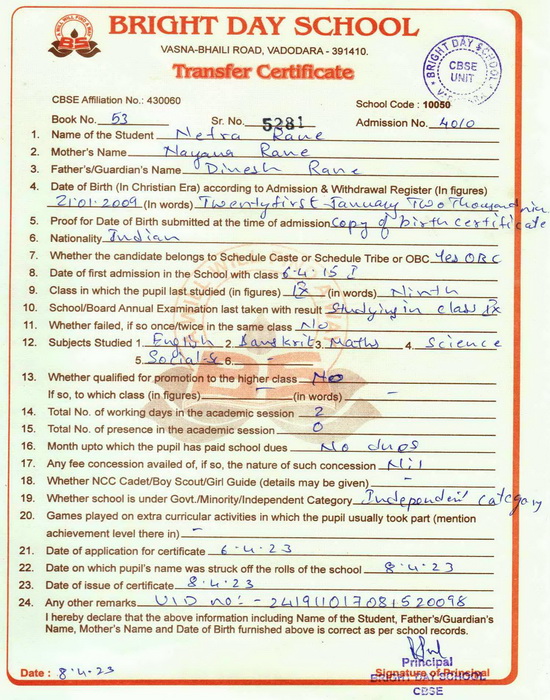 BRIGHT DAY SCHOOL
VASNA-BHAILI ROAD, VADODARA - 391410.
Transfer Certificate
BRIGHT DAY SCHOOL
CBSE
UNIT
CBSE Affiliation No.: 430060
School Code : 10050
Book No. 53 Sr. No. 5281 Admission No. 4010
1. Name of the Student Netra Rane
2. Mother's Name Nayana Rane
3. Father's/Guardian's Name Dinesh Rane
4. Date of Birth (In Christian Era) according to Admission & Withdrawal Register (In figures)
21.01.2009 (In words) Twenty first January Two Thousand nine
5. Proof for Date of Birth submitted at the time of admission copy of birth certificate
6. Nationality Indian
7. Whether the candidate belongs to Schedule Caste or Schedule Tribe or OBC Yes OBC
8. Date of first admission in the School with class 6.4.15 I
9. Class in which the pupil last studied (in figures) IX (in words) Ninth
10. School/Board Annual Examination last taken with result Studying in class IX
11. Whether failed, if so once/twice in the same class No
12. Subjects Studied 1. English 2. Sanskrit 3. Maths 4. Science
5. Social S 6. -
13. Whether qualified for promotion to the higher class No
If so, to which class (in figures) - (in words) -
14. Total No. of working days in the academic session 2
15. Total No. of presence in the academic session 0
16. Month upto which the pupil has paid school dues No dues
17. Any fee concession availed of, if so, the nature of such concession Nil
18. Whether NCC Cadet/Boy Scout/Girl Guide (details may be given) -
19. Whether school is under Govt./Minority/Independent Category Independent category
20. Games played on extra curricular activities in which the pupil usually took part (mention
achievement level there in) -
21. Date of application for certificate 6.4.23
22. Date on which pupil's name was struck off the rolls of the school 8.4.23
23. Date of issue of certificate 8.4.23
24. Any other remarks UID no:- 241911017081520098
I hereby declare that the above information including Name of the Student, Father's/Guardian's
Name, Mother's Name and Date of Birth furnished above is correct as per school records.
Principal
Date : 8.4.23 Signature of Principal
BRIGHT DAY SCHOOL
CBSE